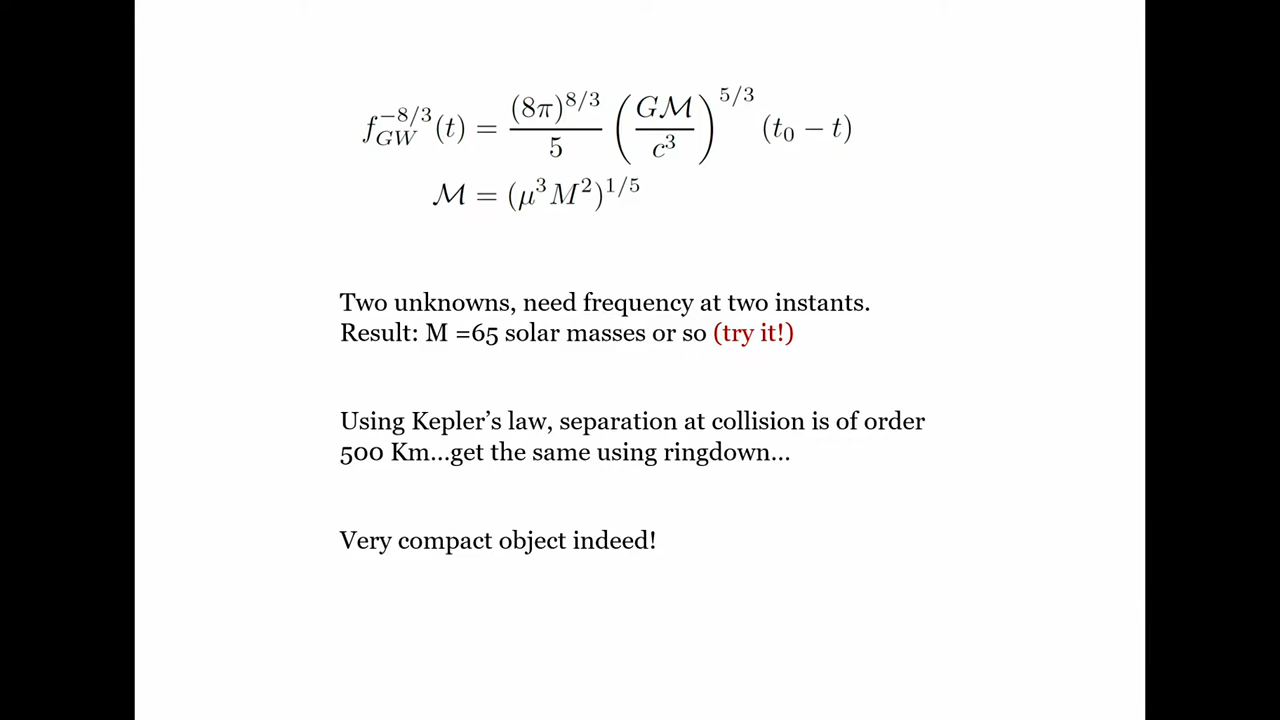 f_{GW}^{-8/3}(t) = \frac{(8\pi)^{8/3}}{5} \left( \frac{G\mathcal{M}}{c^3} \right)^{5/3} (t_0 - t)
\mathcal{M} = (\mu^3 M^2)^{1/5}
Two unknowns, need frequency at two instants.
Result: M =65 solar masses or so (try it!)
Using Kepler's law, separation at collision is of order
500 Km...get the same using ringdown...
Very compact object indeed!